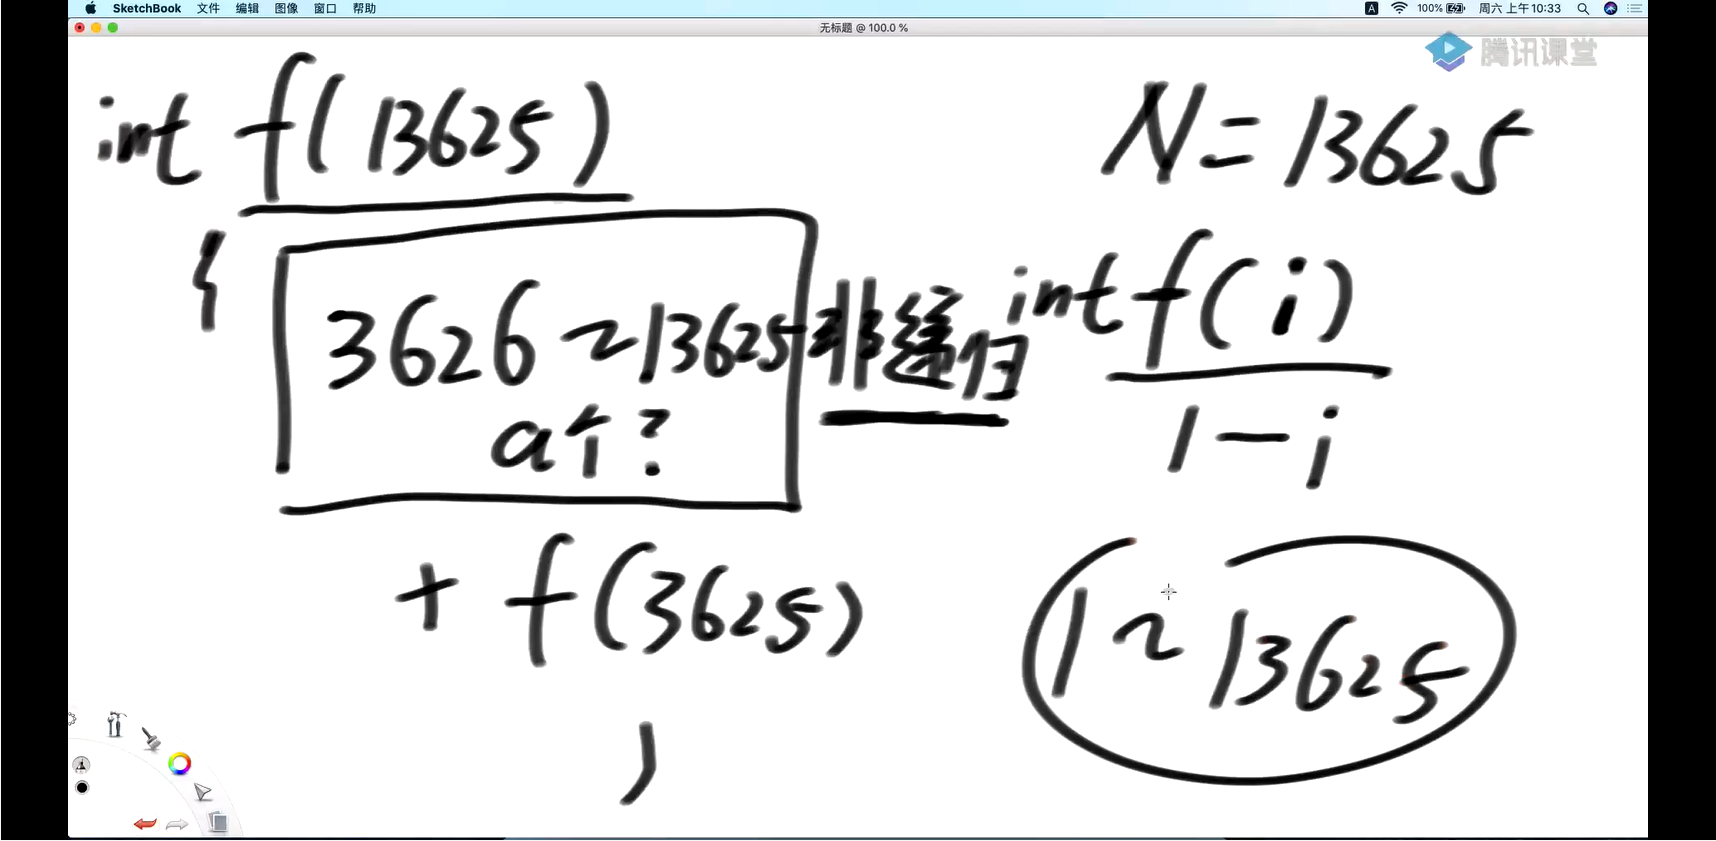 SketchBook 文件 编辑 图像 窗口 帮助 A 100% 周六 上午10:33
无标题 @ 100.0 %
腾讯课堂
int f(13625)
{
3626~13625
a个?
非递归
+ f(3625)
N=13625
int f(i)
1-i
1~13625